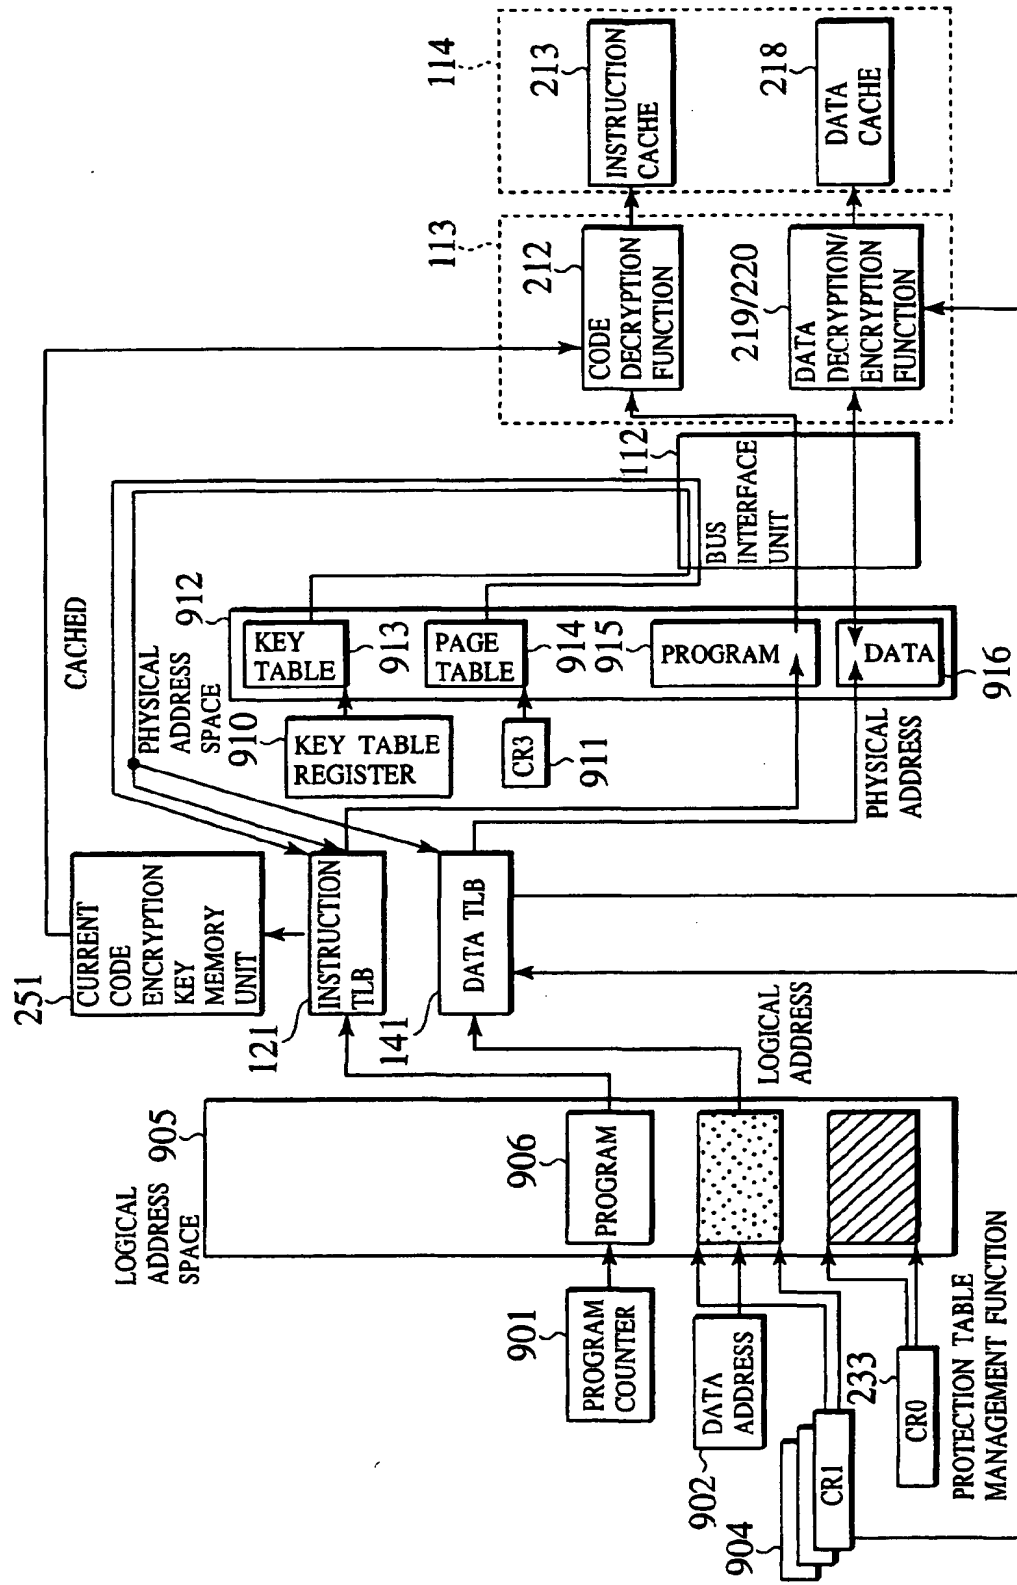 114
213
INSTRUCTION
CACHE
218
DATA
CACHE
113
212
CODE
DECRYPTION
FUNCTION
219/220
DATA
DECRYPTION/
ENCRYPTION
FUNCTION
112
BUS
INTERFACE
UNIT
CACHED
PHYSICAL
ADDRESS
SPACE
912
KEY
TABLE
913
PAGE
TABLE
914
915
PROGRAM
DATA
916
910
KEY TABLE
REGISTER
CR3
911
PHYSICAL
ADDRESS
251
CURRENT
CODE
ENCRYPTION
KEY
MEMORY
UNIT
121
INSTRUCTION
TLB
141
DATA TLB
LOGICAL
ADDRESS
LOGICAL
ADDRESS
SPACE
905
906
PROGRAM
901
PROGRAM
COUNTER
902
DATA
ADDRESS
904
CR1
233
CR0
PROTECTION TABLE
MANAGEMENT FUNCTION